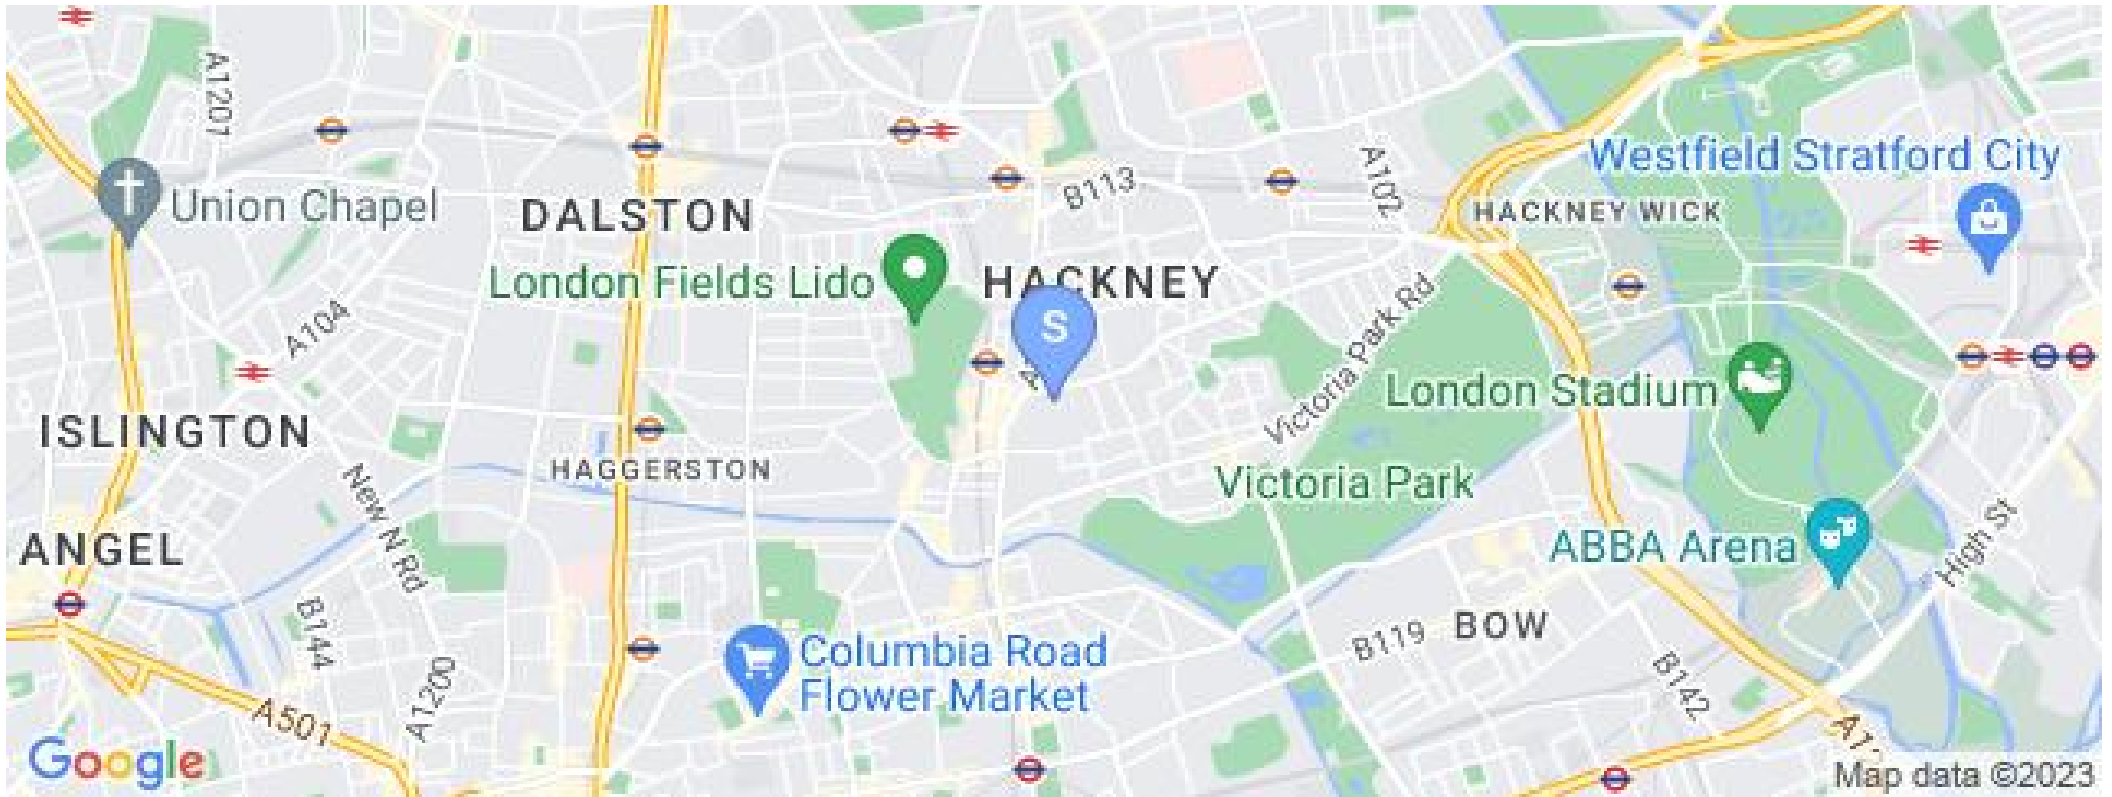 A1201
Westfield Stratford City
A102
B113
Union Chapel
HACKNEY WICK
DALSTON
London Fields Lido
HACKNEY
S
A104
Victoria Park Rd
London Stadium
ISLINGTON
HAGGERSTON
Victoria Park
New N Rd
ANGEL
ABBA Arena
High St
B144
BOW
B119
Columbia Road
Flower Market
B142
A1200
A501
Google
Map data ©2023